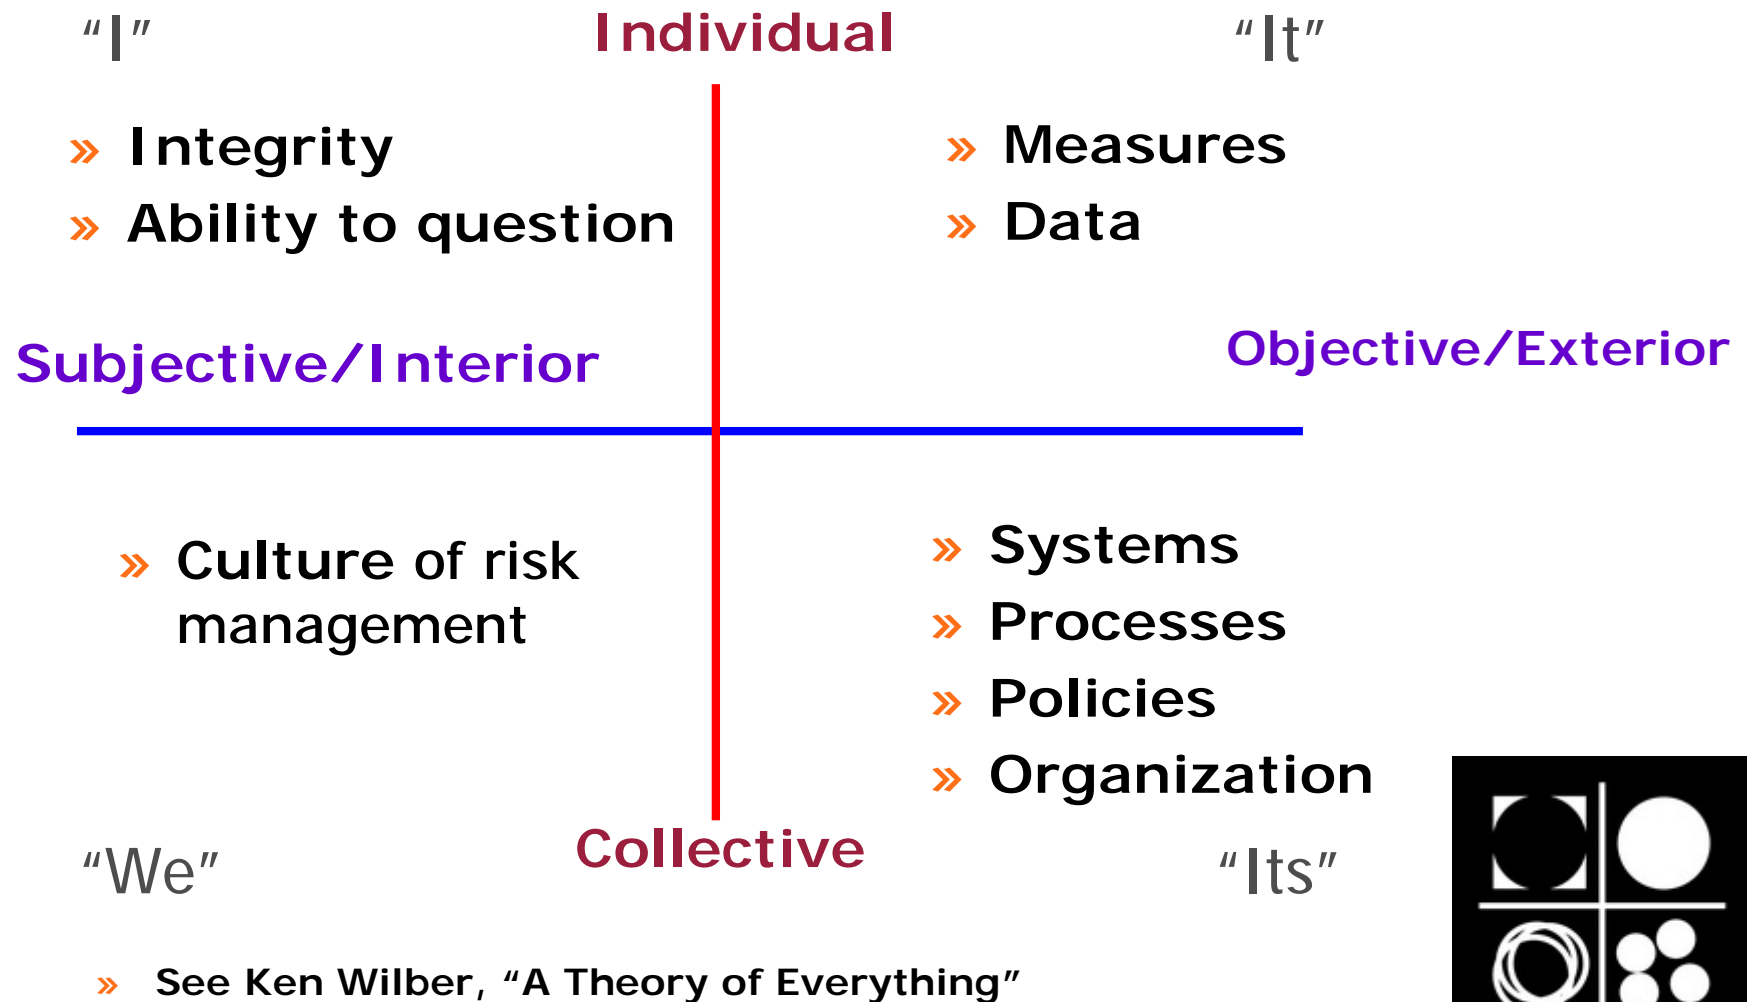 “I”
Individual
“It”
» Integrity
» Ability to question
» Measures
» Data
Subjective/Interior
Objective/Exterior
» Culture of risk
management
» Systems
» Processes
» Policies
» Organization
“We”
Collective
“Its”
» See Ken Wilber, “A Theory of Everything”